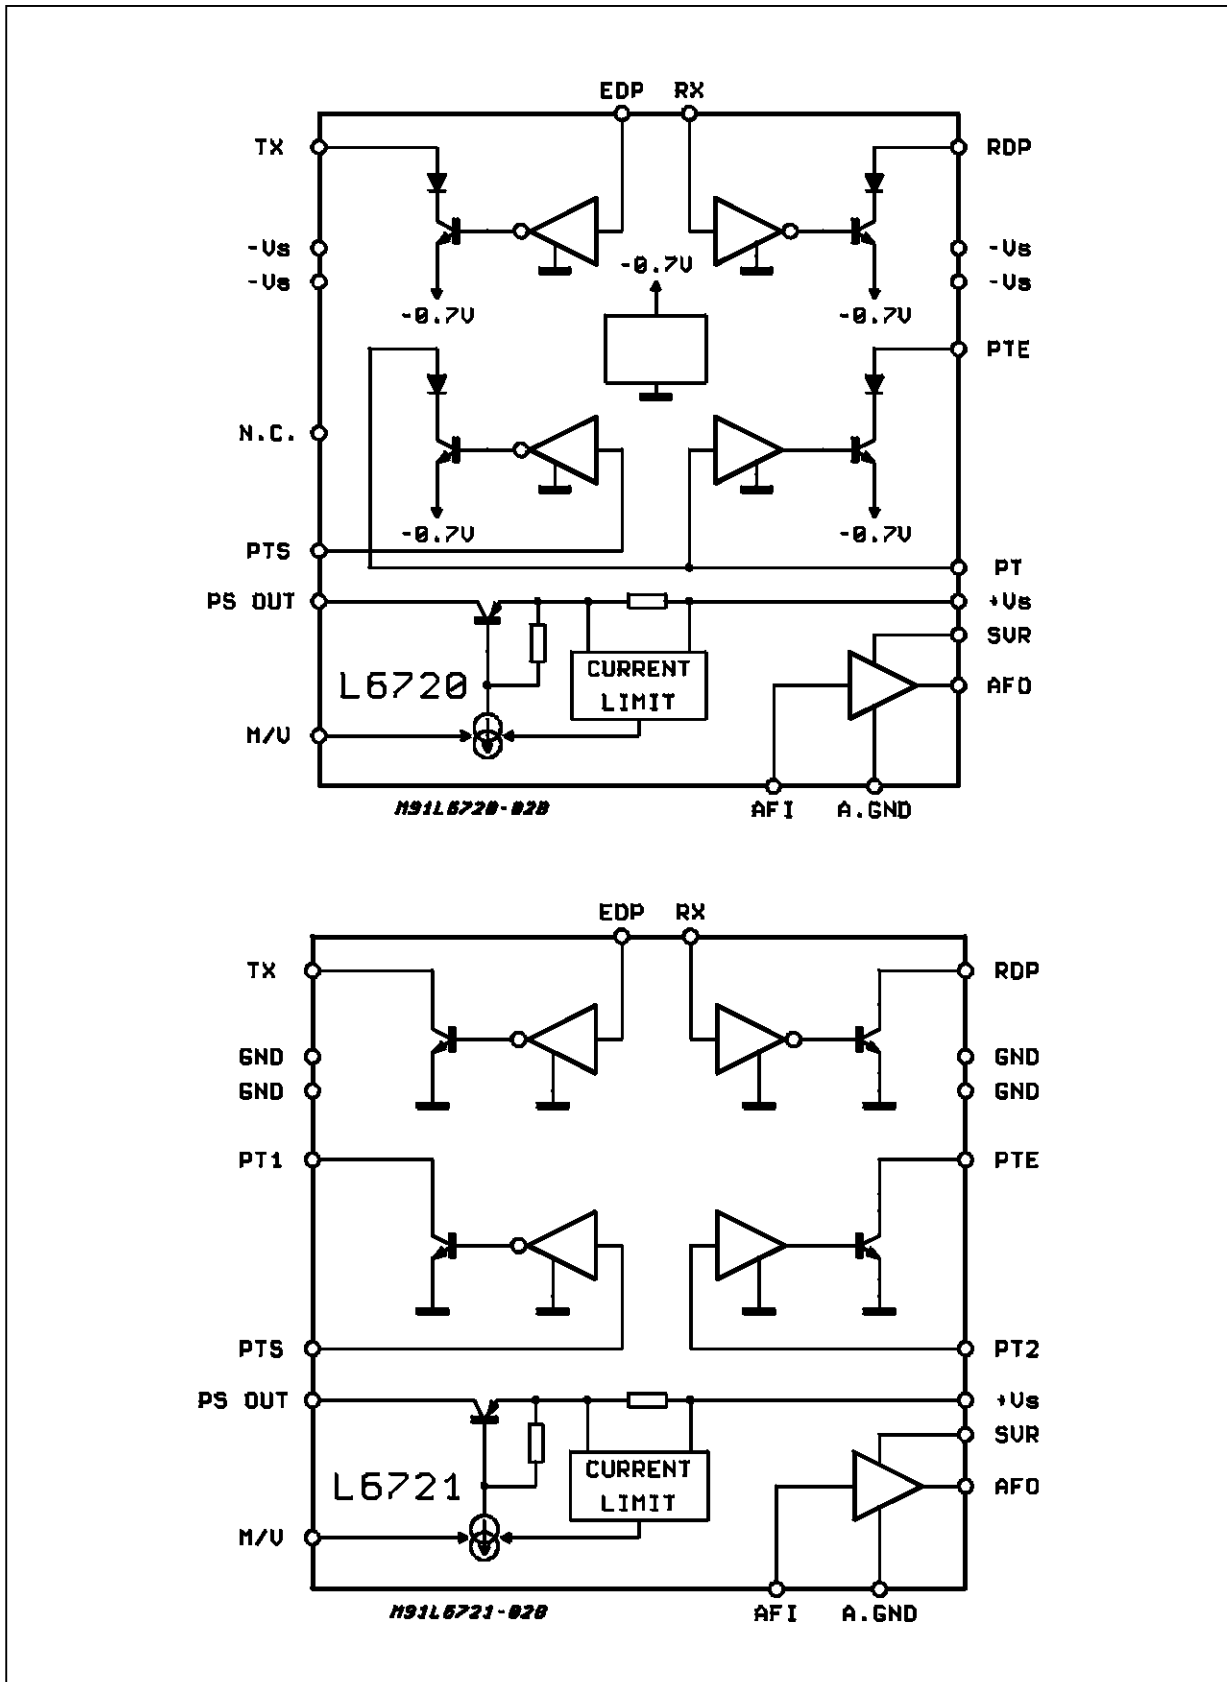 EDP RX
TX RDP
-Vs -0.7V -Vs
-Vs -Vs
-0.7V -0.7V
PTE
N.C.
-0.7V -0.7V
PTS
PT
PS OUT +Vs
SVR
CURRENT
L6720 AFO
LIMIT
M/V
M91L6720-02B
AFI A.GND
EDP RX
TX RDP
GND GND
GND GND
PT1 PTE
PTS PT2
PS OUT +Vs
SVR
CURRENT
L6721 AFO
LIMIT
M/V
M91L6721-02B
AFI A.GND